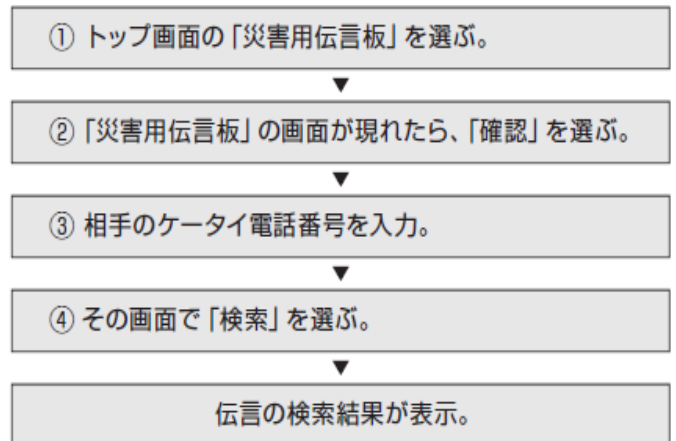 ① トップ画面の「災害用伝言板」を選ぶ。
▼
②「災害用伝言板」の画面が現れたら、「確認」を選ぶ。
▼
③ 相手のケータイ電話番号を入力。
▼
④ その画面で「検索」を選ぶ。
▼
伝言の検索結果が表示。